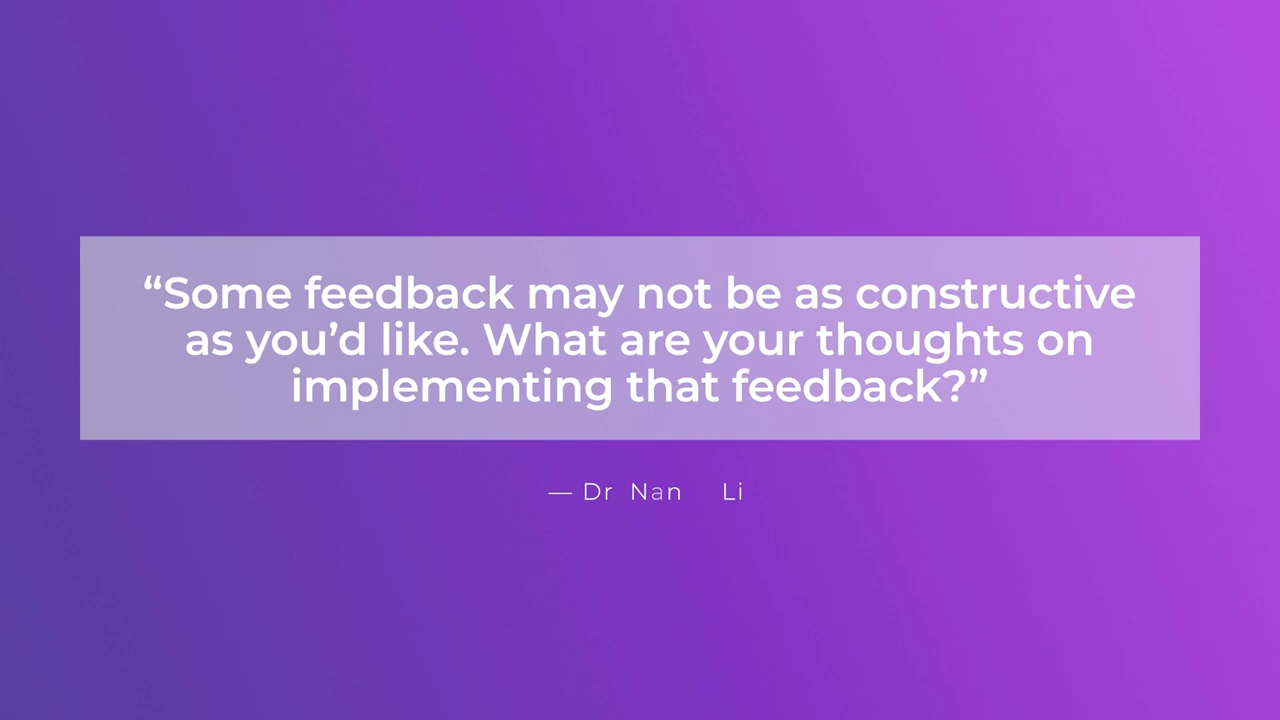 “Some feedback may not be as constructive
as you’d like. What are your thoughts on
implementing that feedback?”
— Dr Nan Li